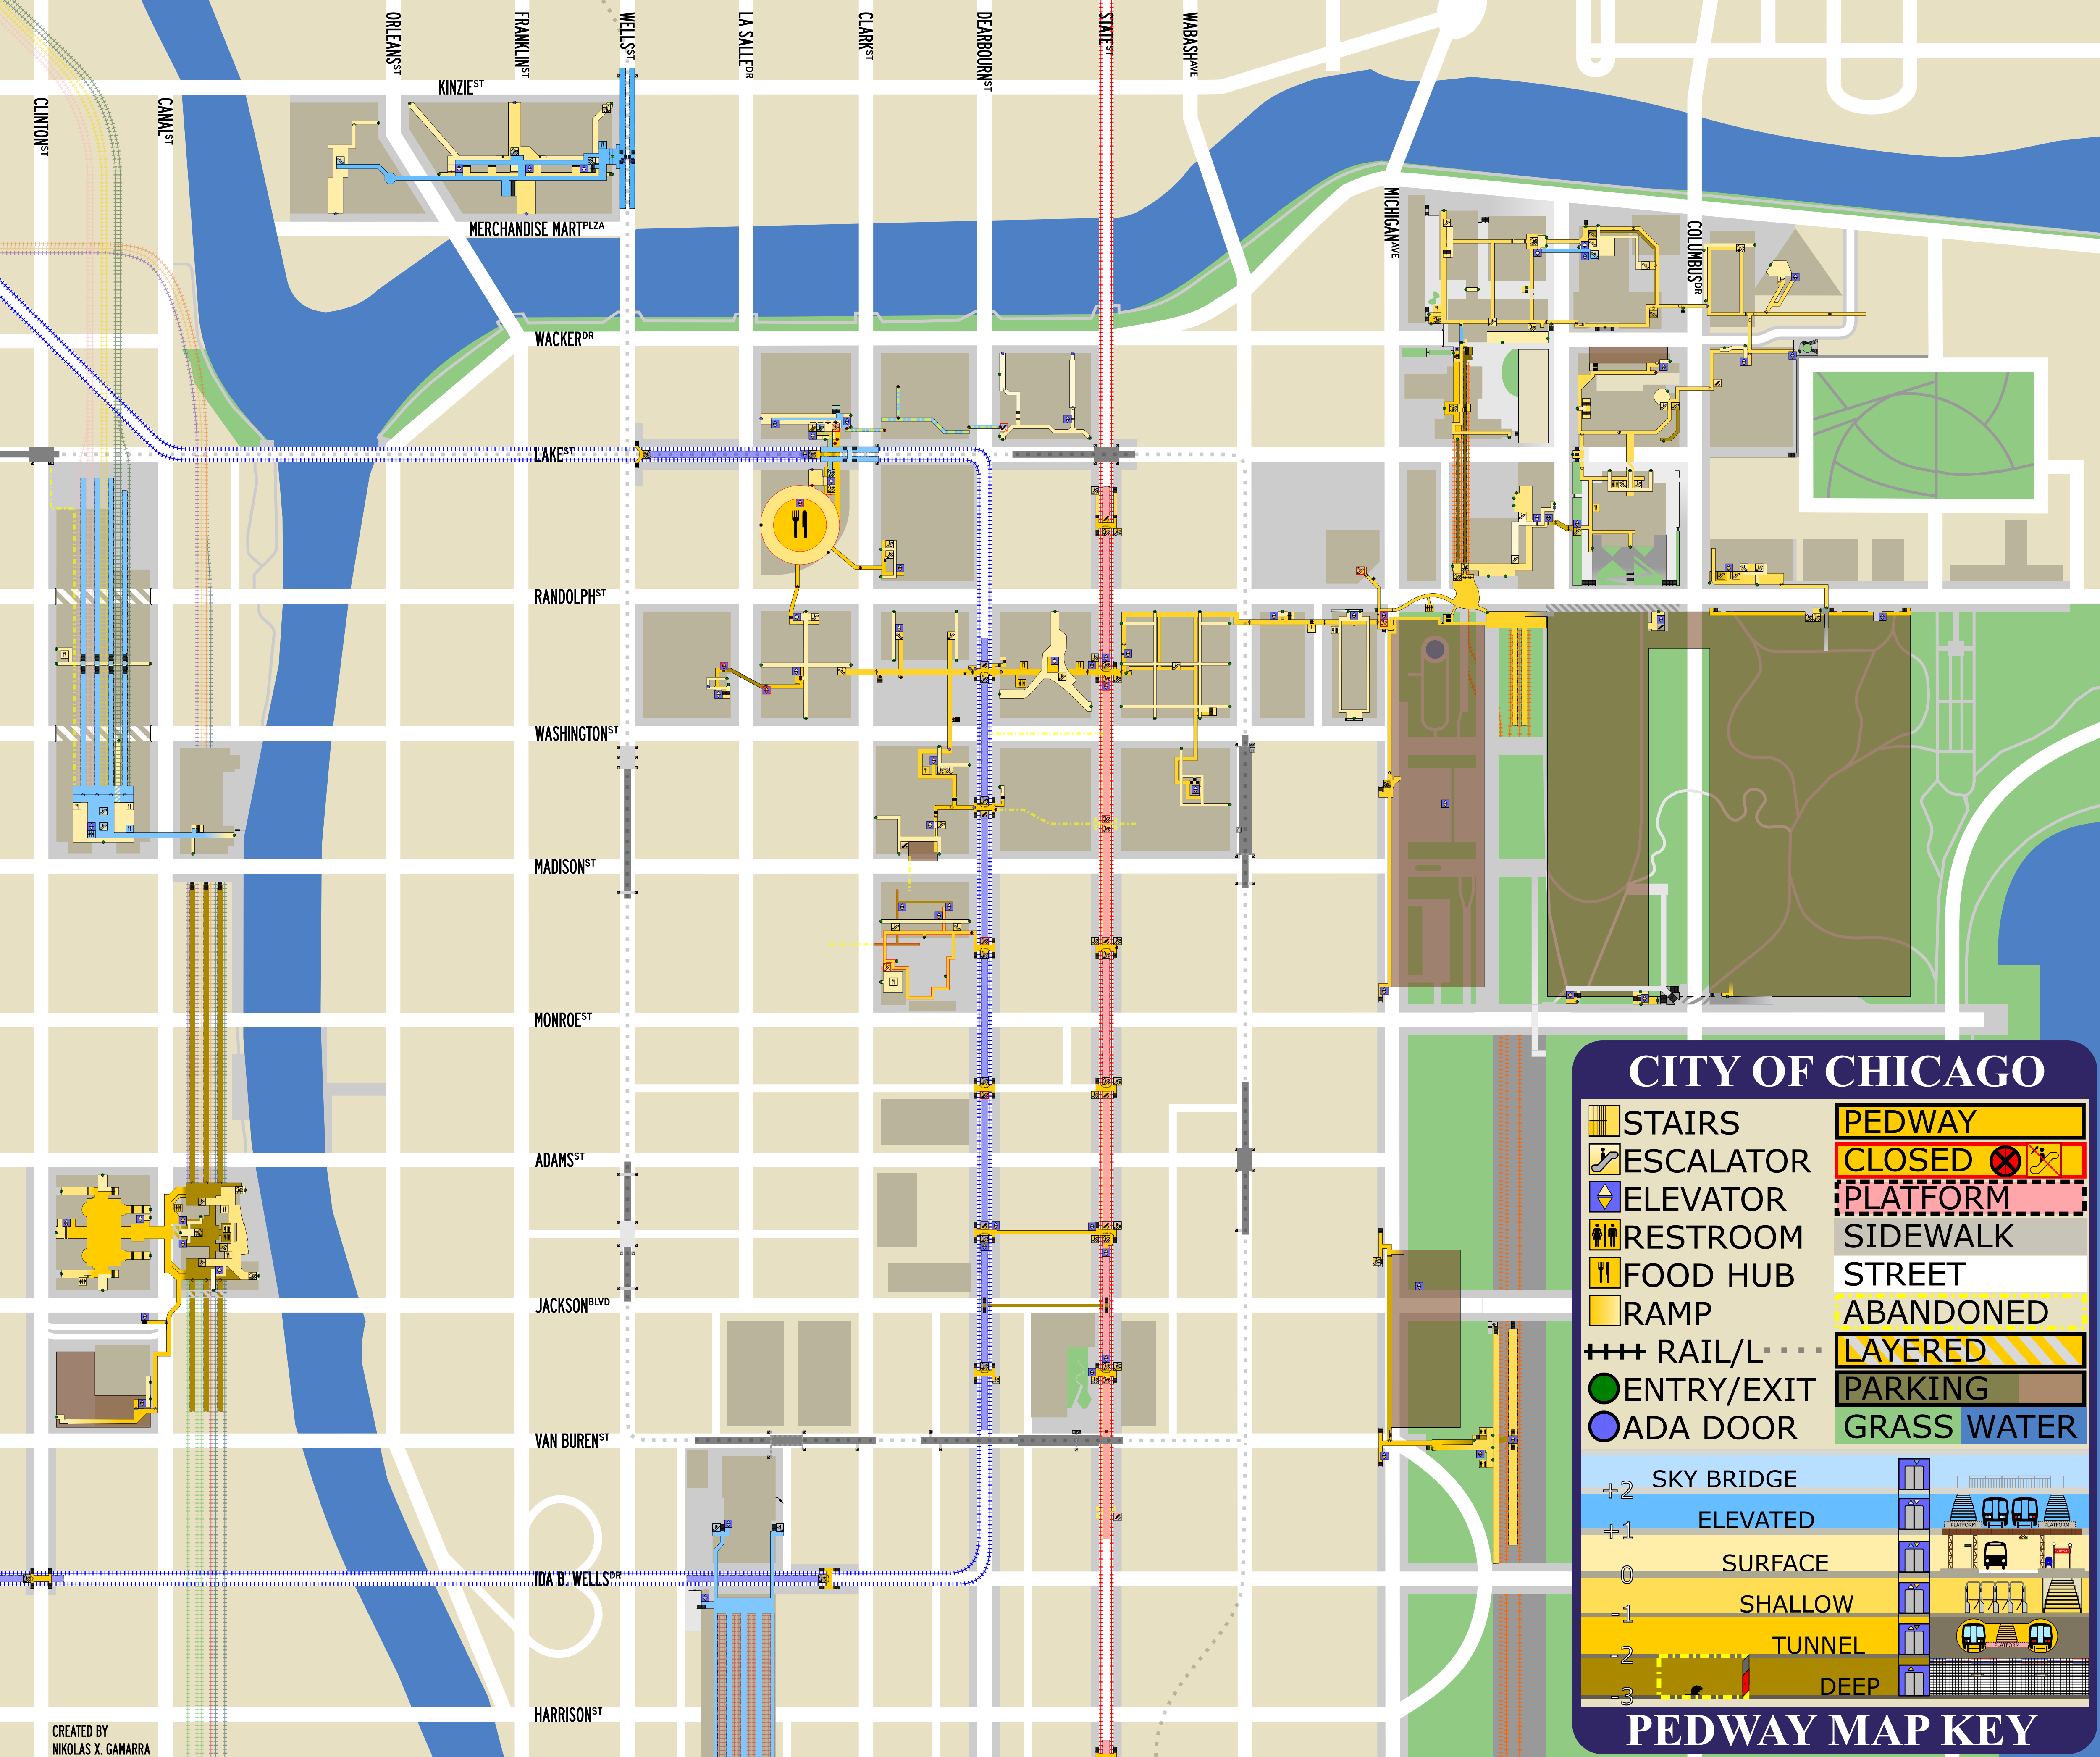 ORLEANS ST
FRANKLIN ST
WELLS ST
LA SALLE DR
CLARK ST
DEARBOURN ST
STATE ST
WABASH AVE
CLINTON ST
CANAL ST
KINZIE ST
MERCHANDISE MART PLZA
MICHIGAN AVE
COLUMBUS DR
WACKER DR
LAKE ST
RANDOLPH ST
WASHINGTON ST
MADISON ST
MONROE ST
ADAMS ST
JACKSON BLVD
VAN BUREN ST
IDA B. WELLS DR
HARRISON ST
CREATED BY
NIKOLAS X. GAMARRA
CITY OF CHICAGO
STAIRS
ESCALATOR
ELEVATOR
RESTROOM
FOOD HUB
RAMP
RAIL/L
ENTRY/EXIT
ADA DOOR
PEDWAY
CLOSED
PLATFORM
SIDEWALK
STREET
ABANDONED
LAYERED
PARKING
GRASS WATER
SKY BRIDGE
+2
ELEVATED
PLATFORM PLATFORM
+1
SURFACE
0
SHALLOW
-1
TUNNEL
PLATFORM
-2
DEEP
-3
PEDWAY MAP KEY